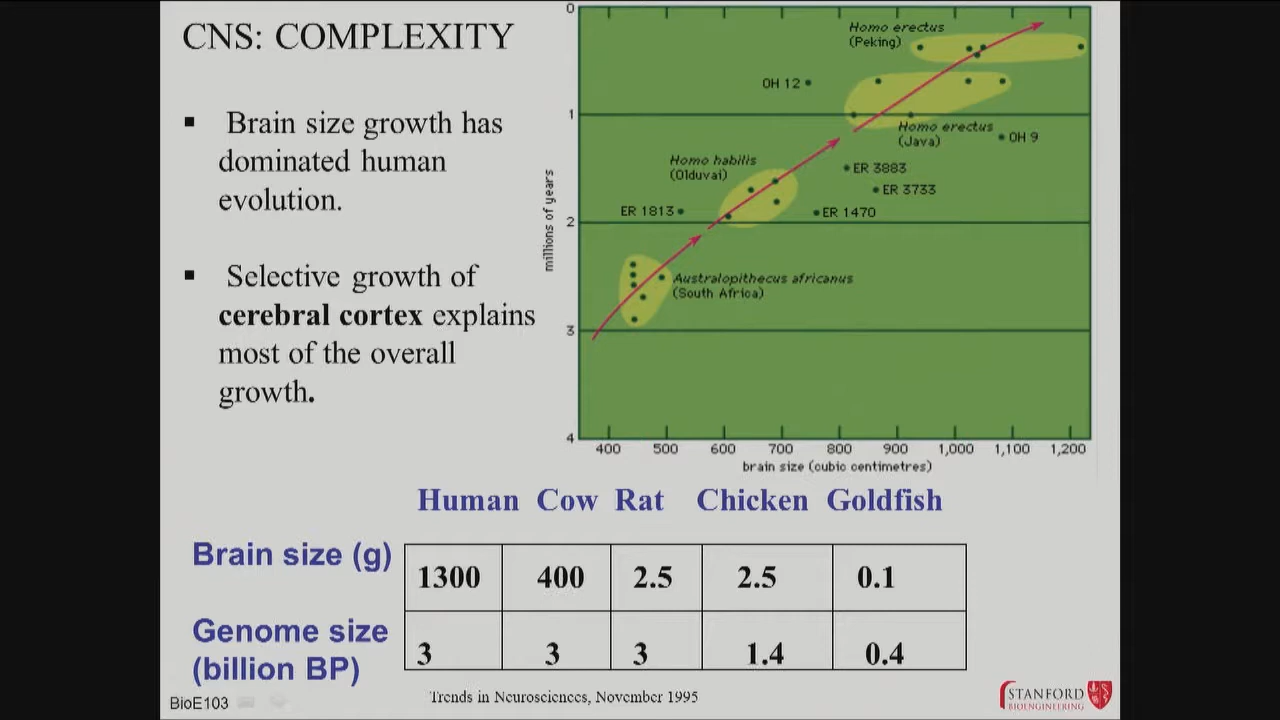 CNS: COMPLEXITY
▪ Brain size growth has
dominated human
evolution.
▪ Selective growth of
cerebral cortex explains
most of the overall
growth.
0
1
2
3
4
millions of years
Homo erectus
(Peking)
OH 12
Homo erectus
(Java)
OH 9
Homo habilis
(Olduvai)
ER 3883
ER 3733
ER 1813
ER 1470
Australopithecus africanus
(South Africa)
400 500 600 700 800 900 1,000 1,100 1,200
brain size (cubic centimetres)
Human Cow Rat Chicken Goldfish
Brain size (g) 1300 400 2.5 2.5 0.1
Genome size
(billion BP) 3 3 3 1.4 0.4
BioE103
Trends in Neurosciences, November 1995
STANFORD
BIOENGINEERING